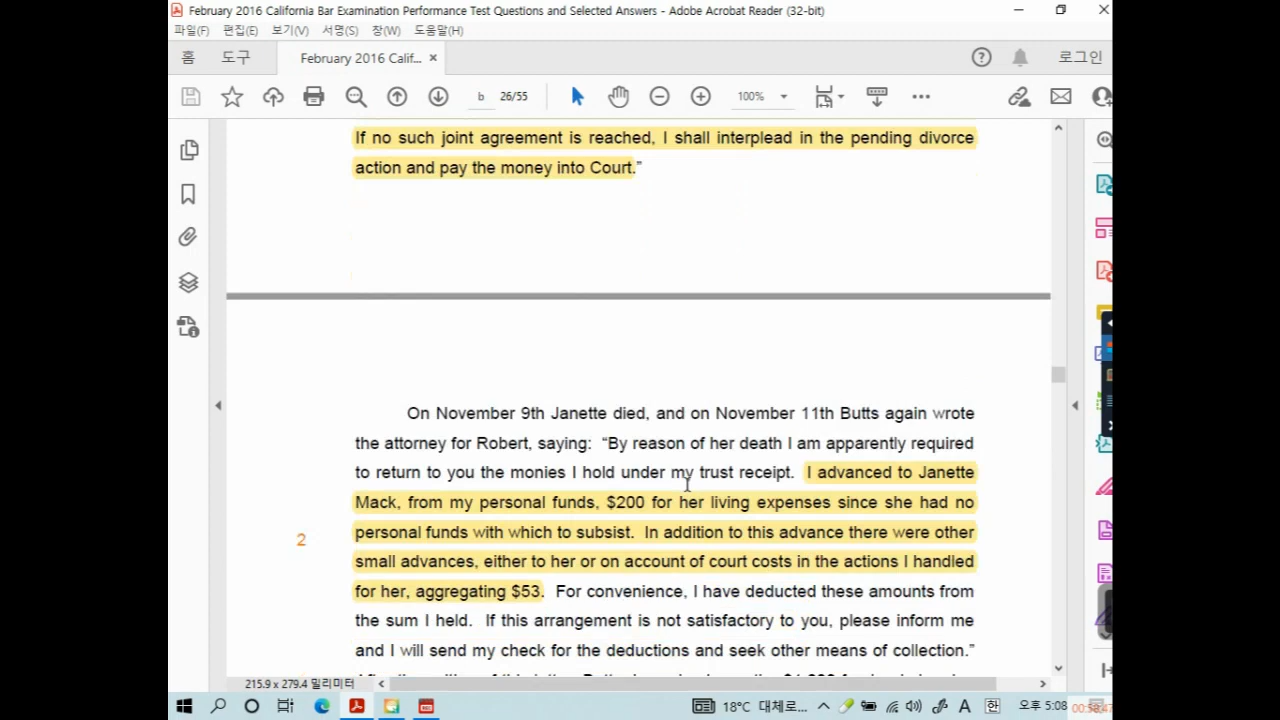 February 2016 California Bar Examination Performance Test Questions and Selected Answers - Adobe Acrobat Reader (32-bit)
파일(F) 편집(E) 보기(V) 서명(S) 창(W) 도움말(H)
홈 도구 February 2016 Calif... × 로그인
b 26/55 100%
If no such joint agreement is reached, I shall interplead in the pending divorce
action and pay the money into Court.”
On November 9th Janette died, and on November 11th Butts again wrote
the attorney for Robert, saying: “By reason of her death I am apparently required
to return to you the monies I hold under my trust receipt. I advanced to Janette
Mack, from my personal funds, $200 for her living expenses since she had no
2
personal funds with which to subsist. In addition to this advance there were other
small advances, either to her or on account of court costs in the actions I handled
for her, aggregating $53. For convenience, I have deducted these amounts from
the sum I held. If this arrangement is not satisfactory to you, please inform me
and I will send my check for the deductions and seek other means of collection.”
215.9 x 279.4 밀리미터
18°C 대체로... A 한 오후 5:08
00:58:47